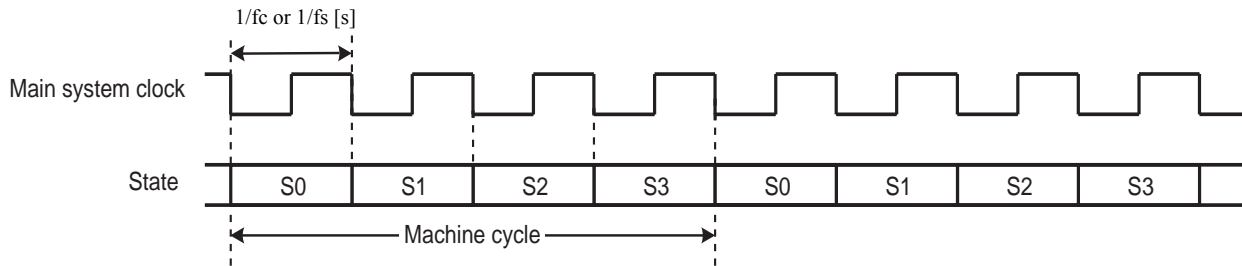 1/fc or 1/fs [s]
Main system clock
State S0 S1 S2 S3 S0 S1 S2 S3
Machine cycle